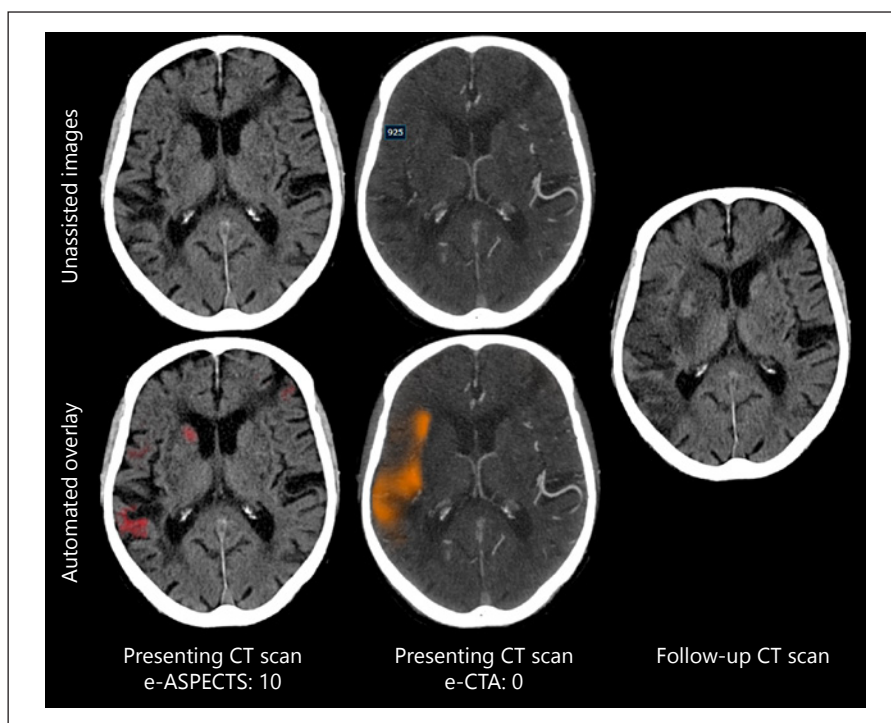 Unassisted images
925
Automated overlay
Presenting CT scan
e-ASPECTS: 10
Presenting CT scan
e-CTA: 0
Follow-up CT scan